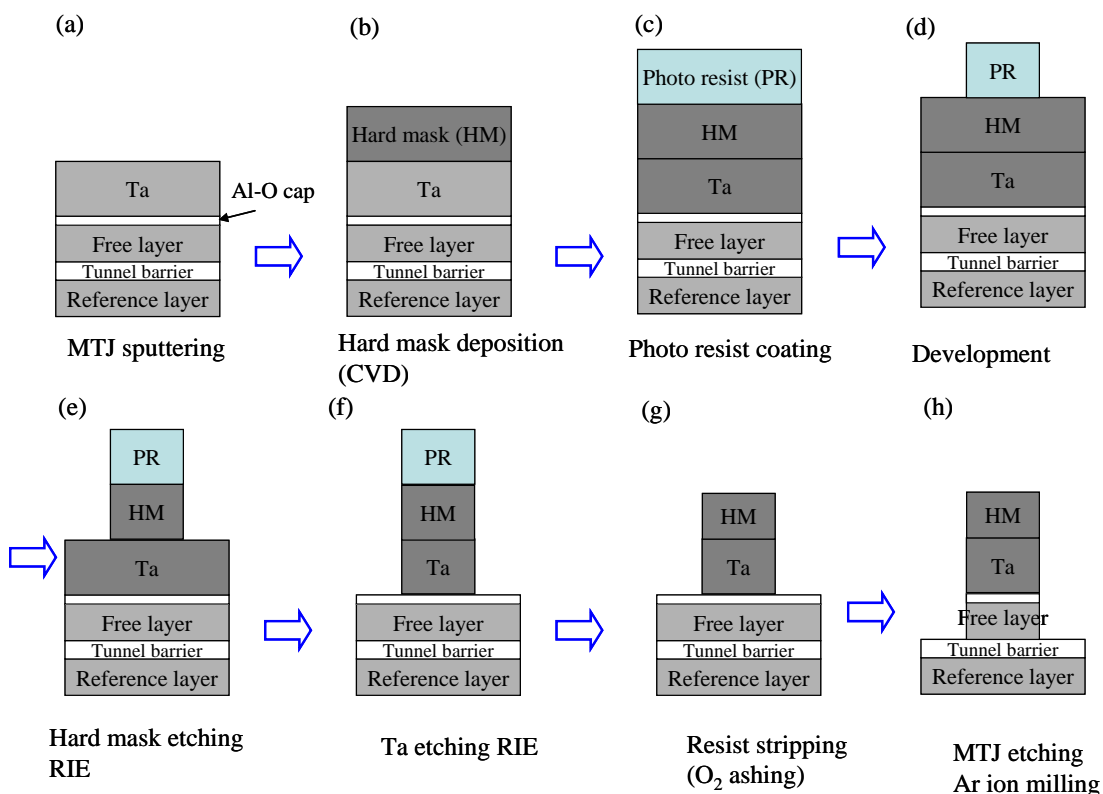 (a)
Ta
Al-O cap
Free layer
Tunnel barrier
Reference layer
MTJ sputtering
(b)
Hard mask (HM)
Ta
Free layer
Tunnel barrier
Reference layer
Hard mask deposition
(CVD)
(c)
Photo resist (PR)
HM
Ta
Free layer
Tunnel barrier
Reference layer
Photo resist coating
(d)
PR
HM
Ta
Free layer
Tunnel barrier
Reference layer
Development
(e)
PR
HM
Ta
Free layer
Tunnel barrier
Reference layer
Hard mask etching
RIE
(f)
PR
HM
Ta
Free layer
Tunnel barrier
Reference layer
Ta etching RIE
(g)
HM
Ta
Free layer
Tunnel barrier
Reference layer
Resist stripping
(O₂ ashing)
(h)
HM
Ta
Free layer
Tunnel barrier
Reference layer
MTJ etching
Ar ion milling